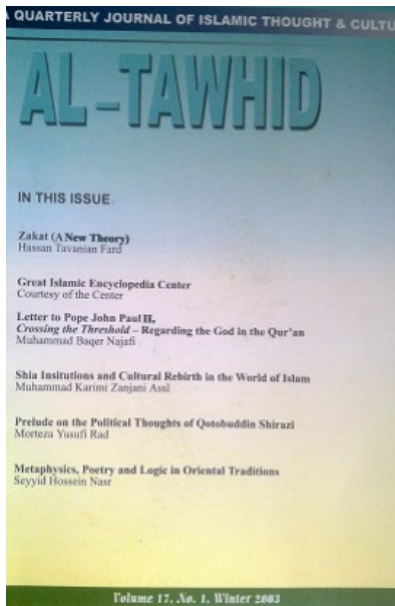 A QUARTERLY JOURNAL OF ISLAMIC THOUGHT & CULTU
AL-TAWHID
IN THIS ISSUE
Zakat (A New Theory)
Hassan Tavanian Fard
Great Islamic Encyclopedia Center
Courtesy of the Center
Letter to Pope John Paul II,
Crossing the Threshold – Regarding the God in the Qur'an
Muhammad Baqer Najafi
Shia Insitutions and Cultural Rebirth in the World of Islam
Muhammad Karimi Zanjani Assl
Prelude on the Political Thoughts of Qotobuddin Shirazi
Morteza Yusufi Rad
Metaphysics, Poetry and Logic in Oriental Traditions
Seyyid Hossein Nasr
Volume 17, No. 1, Winter 2003